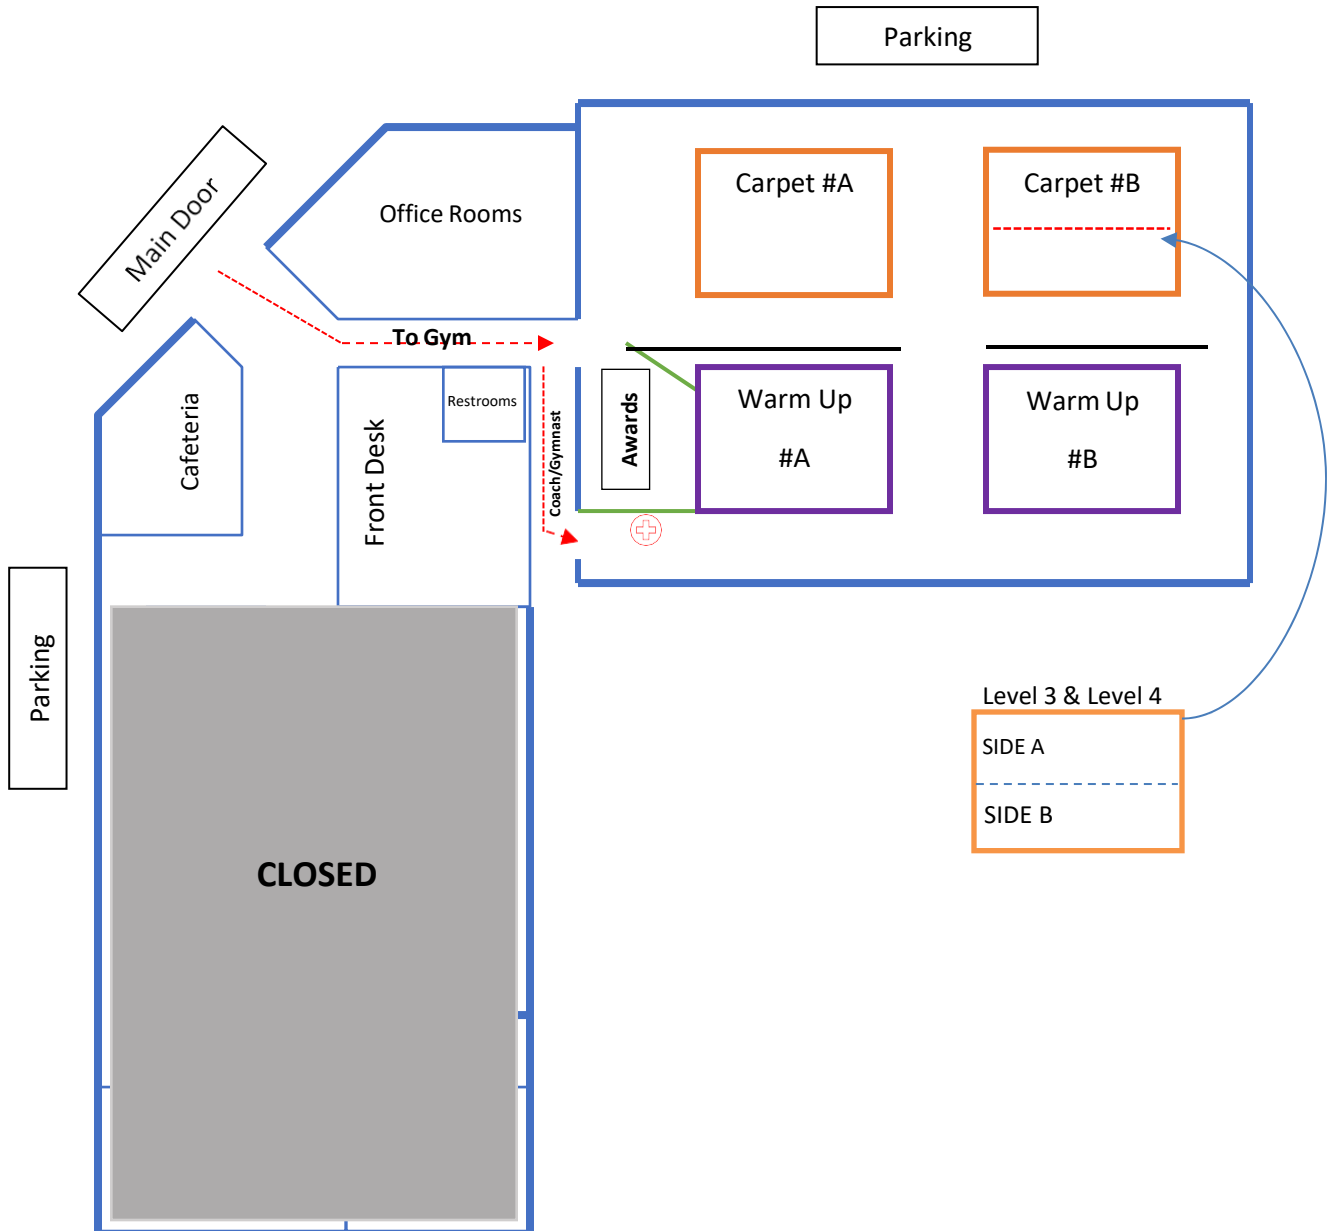 Parking
Main Door
Office Rooms
Carpet #A
Carpet #B
To Gym
Cafeteria
Front Desk
Restrooms
Coach/Gymnast
Awards
Warm Up
#A
Warm Up
#B
Parking
Level 3 & Level 4
SIDE A
SIDE B
CLOSED